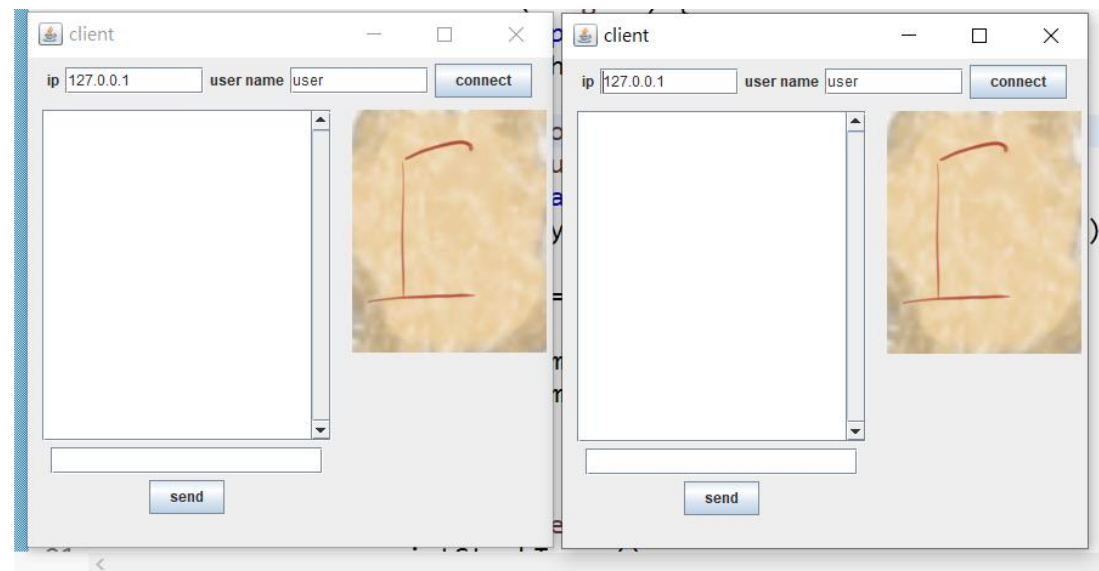 client
ip 127.0.0.1 user name user connect
send
client
ip 127.0.0.1 user name user connect
send